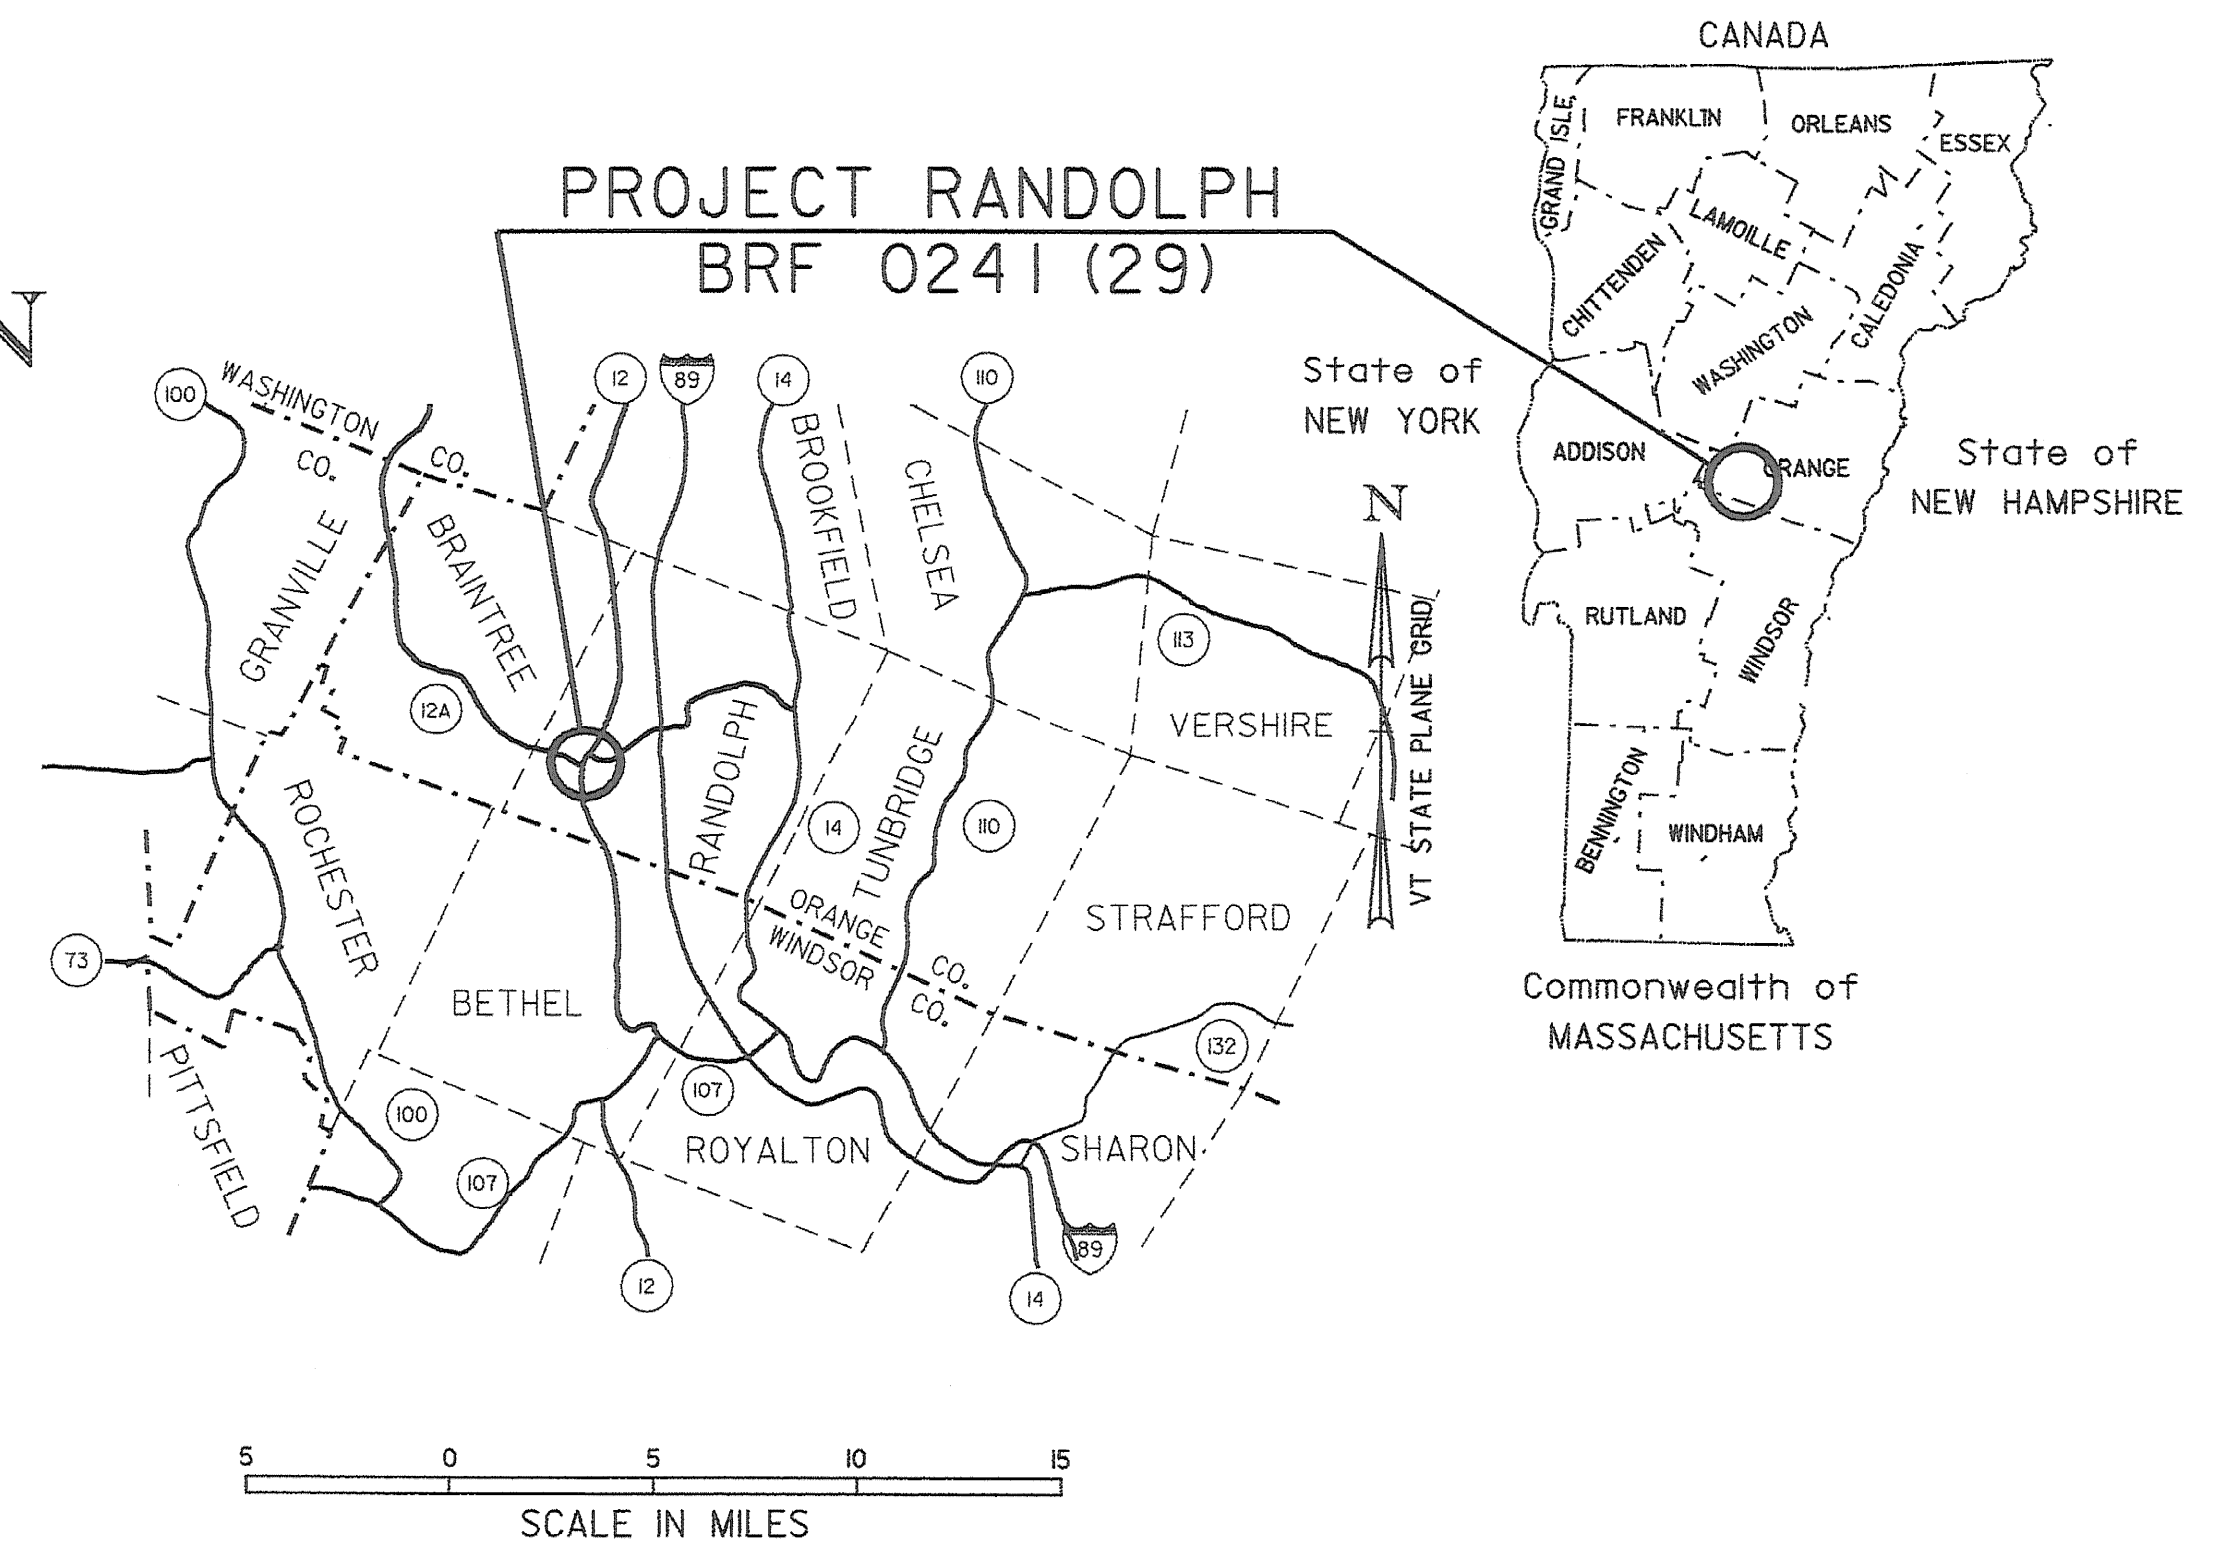 CANADA
GRAND ISLE
FRANKLIN
ORLEANS
ESSEX
LAMOILLE
CHITTENDEN
WASHINGTON
CALEDONIA
ADDISON
ORANGE
RUTLAND
WINDSOR
BENNINGTON
WINDHAM
State of
NEW YORK
State of
NEW HAMPSHIRE
Commonwealth of
MASSACHUSETTS
PROJECT RANDOLPH
BRF 0241 (29)
100
WASHINGTON
CO.
CO.
12
89
14
110
BROOKFIELD
CHELSEA
GRANVILLE
BRAINTREE
N
VT STATE PLANE GRID
113
12A
VERSHIRE
RANDOLPH
TUNBRIDGE
14
110
ROCHESTER
ORANGE
WINDSOR
CO.
CO.
STRAFFORD
73
BETHEL
132
PITTSFIELD
100
107
107
ROYALTON
SHARON
12
14
89
5 0 5 10 15
SCALE IN MILES